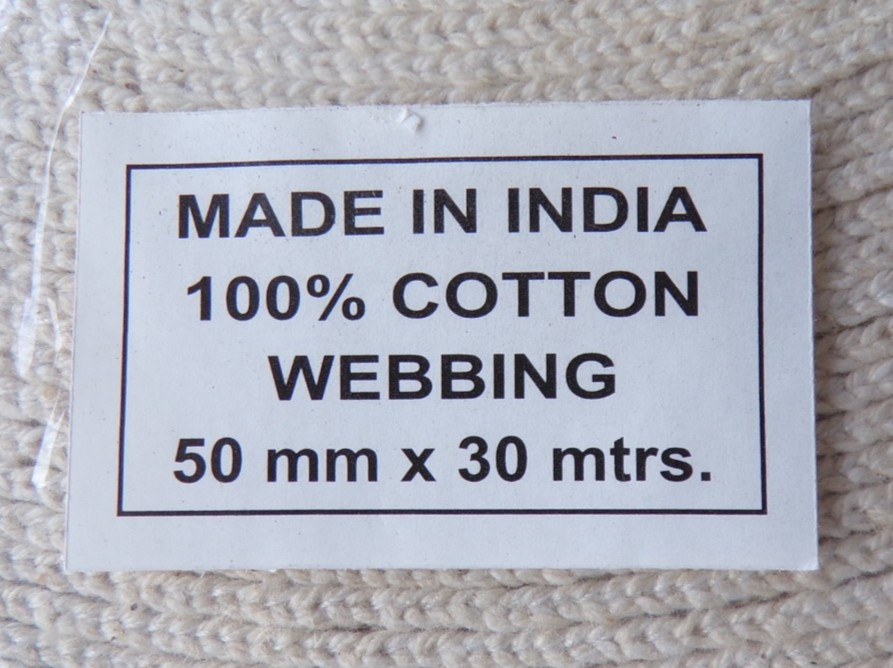 MADE IN INDIA
100% COTTON
WEBBING
50 mm x 30 mtrs.